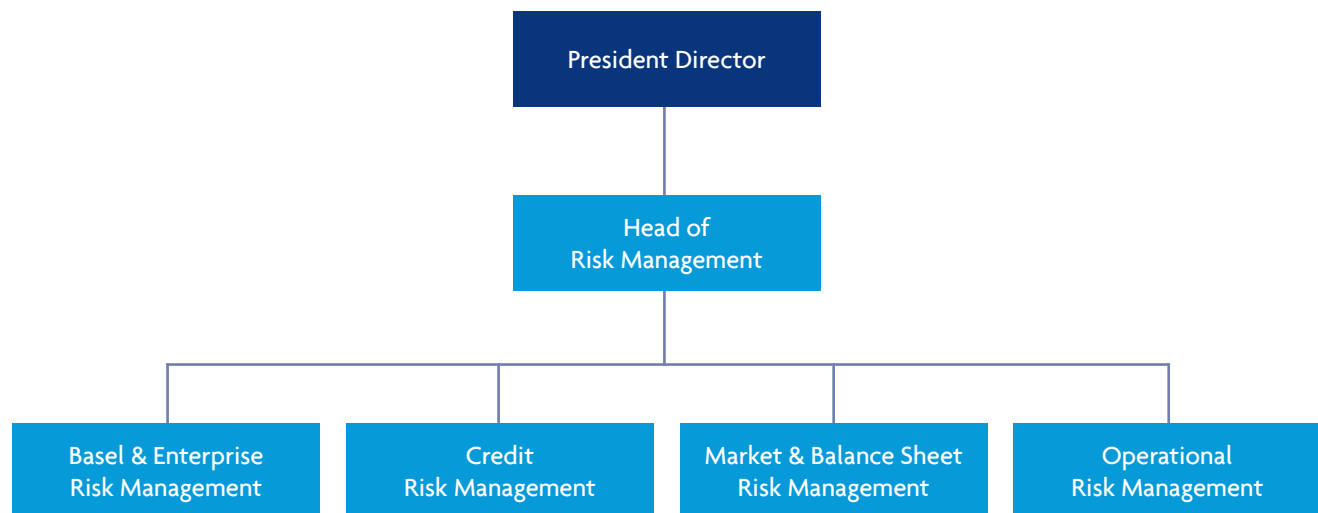 President Director
Head of
Risk Management
Basel & Enterprise
Risk Management
Credit
Risk Management
Market & Balance Sheet
Risk Management
Operational
Risk Management